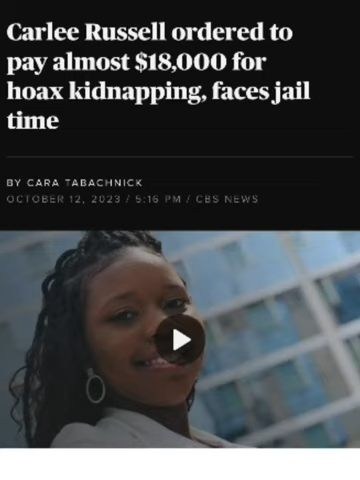 Carlee Russell ordered to
pay almost $18,000 for
hoax kidnapping, faces jail
time
BY CARA TABACHNICK
OCTOBER 12, 2023 / 5:16 PM / CBS NEWS